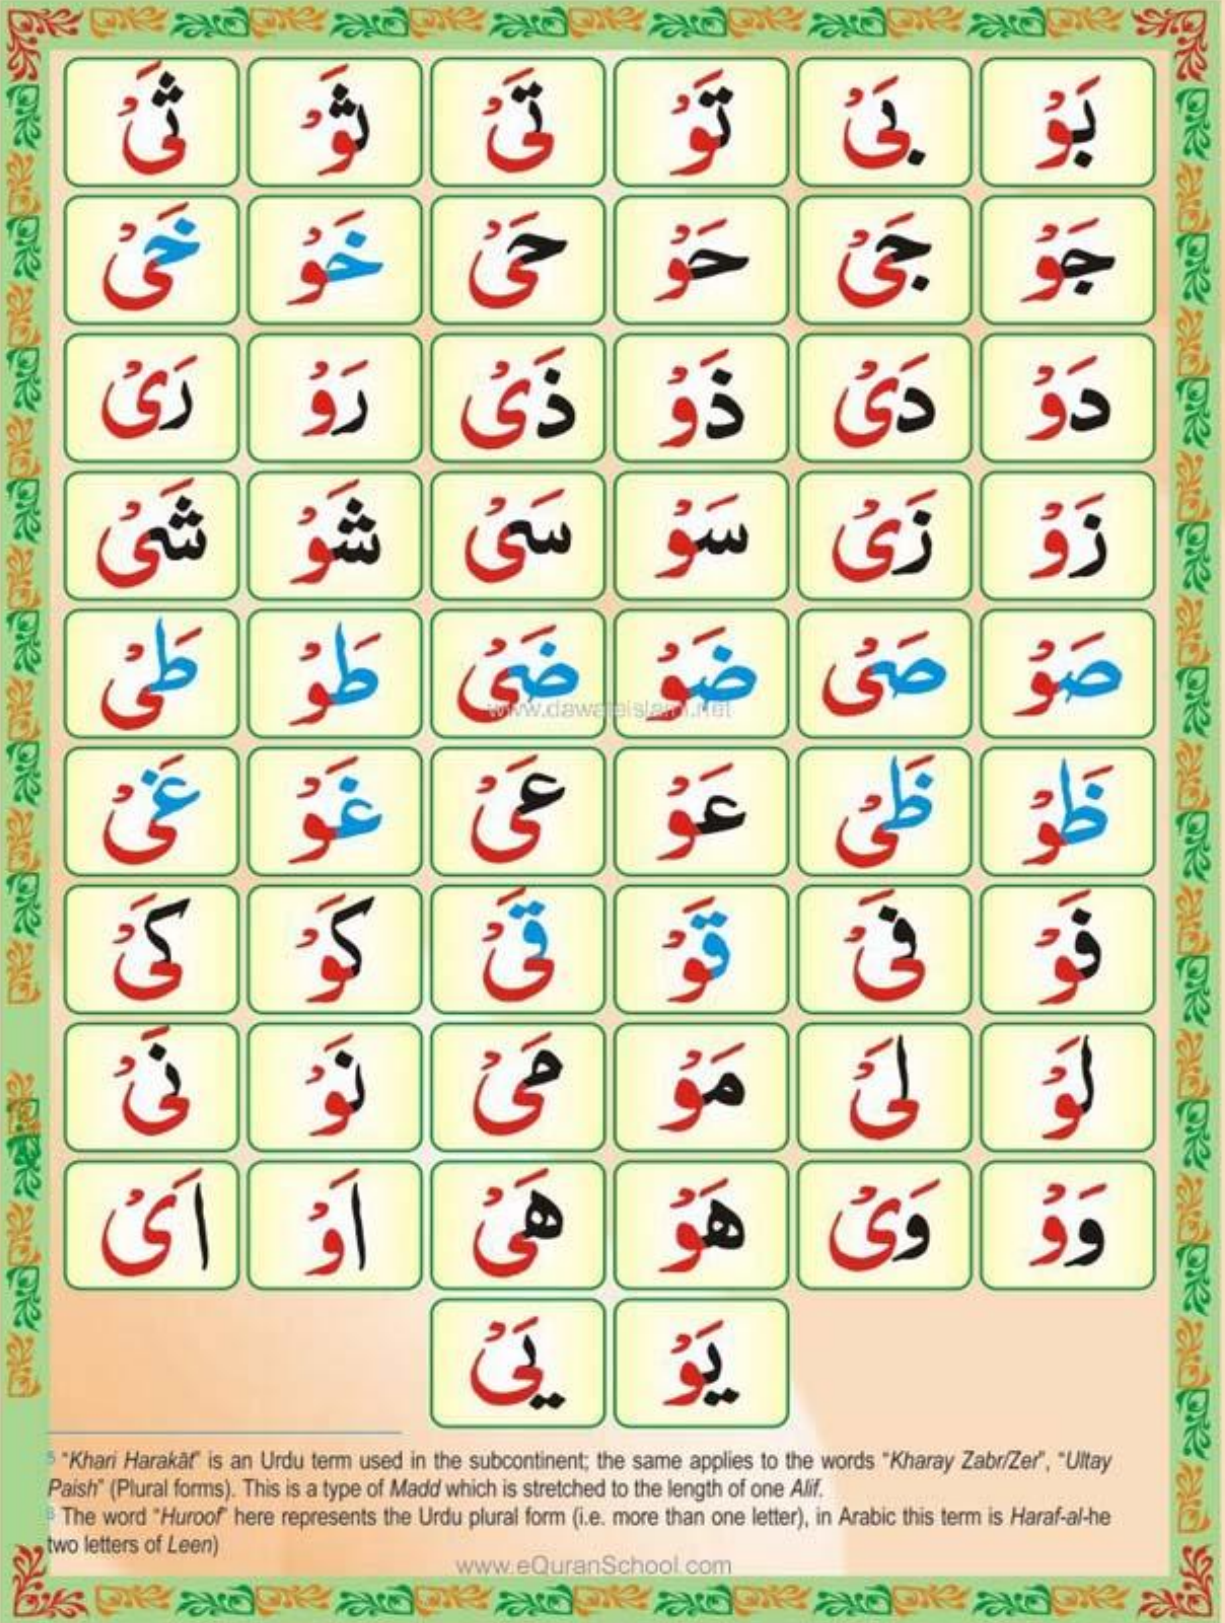 بَوْ بَیْ تَوْ تَیْ ثَوْ ثَیْ
جَوْ جَیْ حَوْ حَیْ خَوْ خَیْ
دَوْ دَیْ ذَوْ ذَیْ رَوْ رَیْ
زَوْ زَیْ سَوْ سَیْ شَوْ شَیْ
صَوْ صَیْ ضَوْ ضَیْ طَوْ طَیْ
www.dawateislami.net
ظَوْ ظَیْ عَوْ عَیْ غَوْ غَیْ
فَوْ فَیْ قَوْ قَیْ کَوْ کَیْ
لَوْ لَیْ مَوْ مَیْ نَوْ نَیْ
وَوْ وَیْ هَوْ هَیْ اَوْ اَیْ
یَوْ یَیْ
5 “Khari Harakāt” is an Urdu term used in the subcontinent; the same applies to the words “Kharay Zabr/Zer”, “Ultay
Paish” (Plural forms). This is a type of Madd which is stretched to the length of one Alif.
6 The word “Huroof” here represents the Urdu plural form (i.e. more than one letter), in Arabic this term is Haraf-al-he
two letters of Leen)
www.eQuranSchool.com